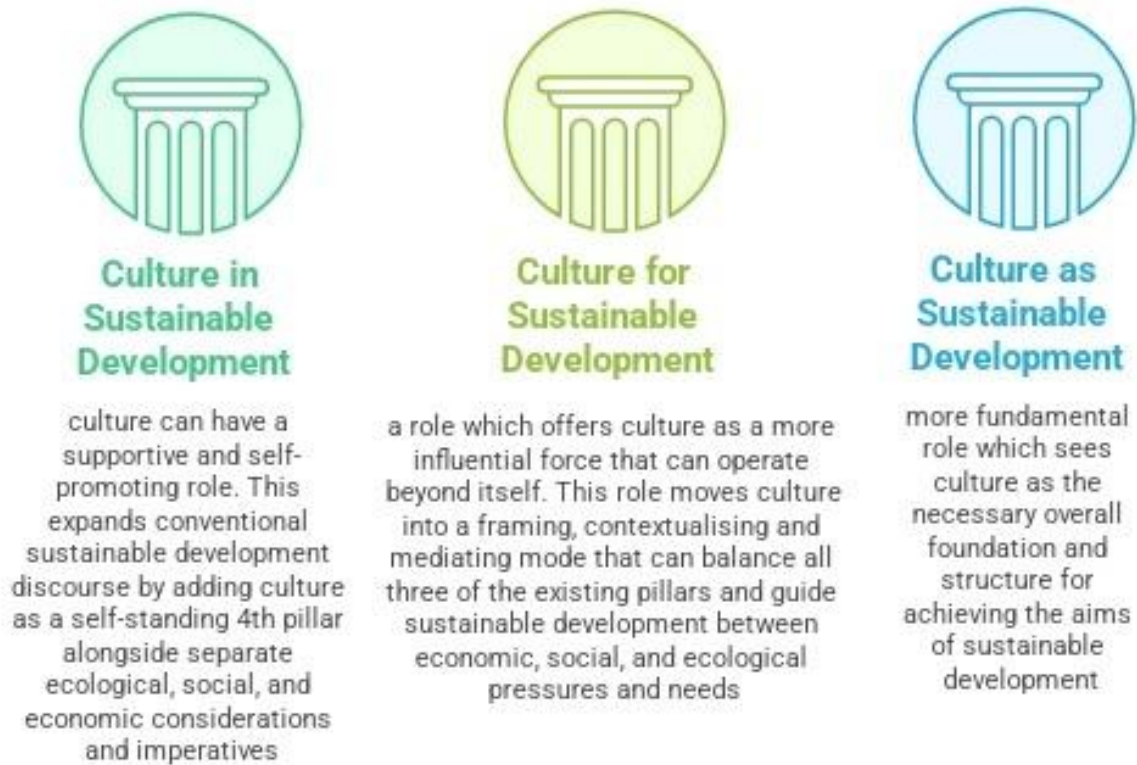 Culture in
Sustainable
Development
culture can have a
supportive and self-
promoting role. This
expands conventional
sustainable development
discourse by adding culture
as a self-standing 4th pillar
alongside separate
ecological, social, and
economic considerations
and imperatives
Culture for
Sustainable
Development
a role which offers culture as a more
influential force that can operate
beyond itself. This role moves culture
into a framing, contextualising and
mediating mode that can balance all
three of the existing pillars and guide
sustainable development between
economic, social, and ecological
pressures and needs
Culture as
Sustainable
Development
more fundamental
role which sees
culture as the
necessary overall
foundation and
structure for
achieving the aims
of sustainable
development